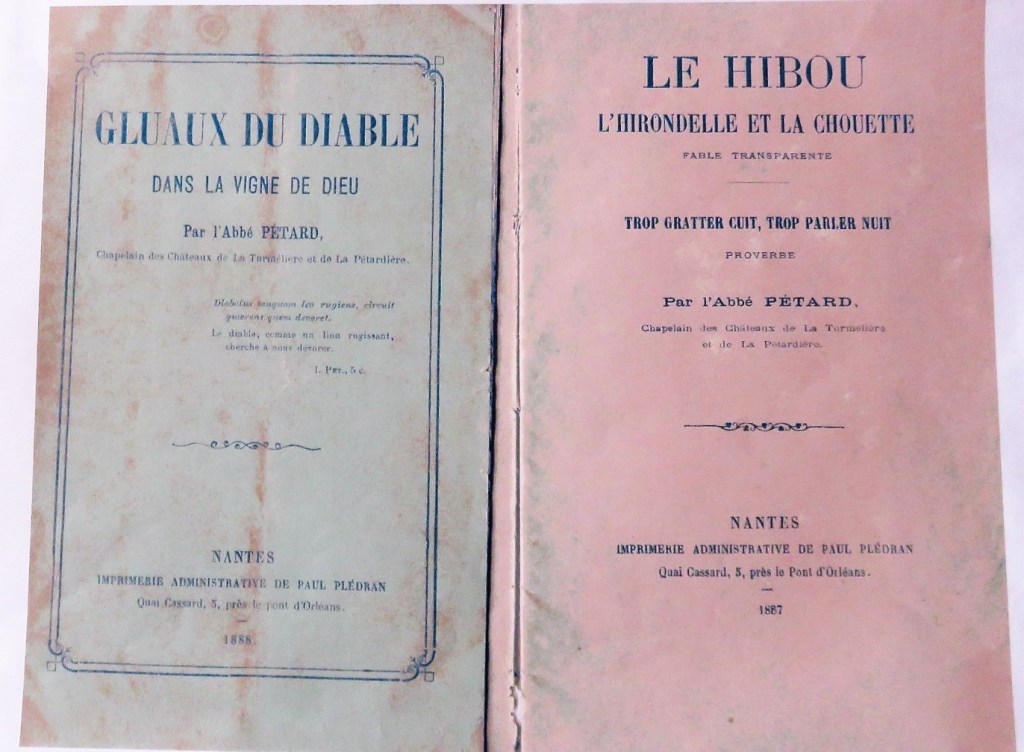 GLUAUX DU DIABLE
DANS LA VIGNE DE DIEU
Par l'Abbé PÉTARD,
Chapelain des Châteaux de La Turmélière et de La Pétardière.
Diabolus tanquam leo rugiens, circuit
quærens quem devoret.
Le diable, comme un lion rugissant,
cherche à nous dévorer.
I. PET., 5 c.
NANTES
IMPRIMERIE ADMINISTRATIVE DE PAUL PLÉDRAN
Quai Cassard, 5, près le pont d'Orléans.
1888.
LE HIBOU
L'HIRONDELLE ET LA CHOUETTE
FABLE TRANSPARENTE
TROP GRATTER CUIT, TROP PARLER NUIT
PROVERBE
Par l'Abbé PÉTARD,
Chapelain des Châteaux de La Turmélière
et de La Pétardière.
NANTES
IMPRIMERIE ADMINISTRATIVE DE PAUL PLÉDRAN
Quai Cassard, 5, près le Pont d'Orléans.
1887